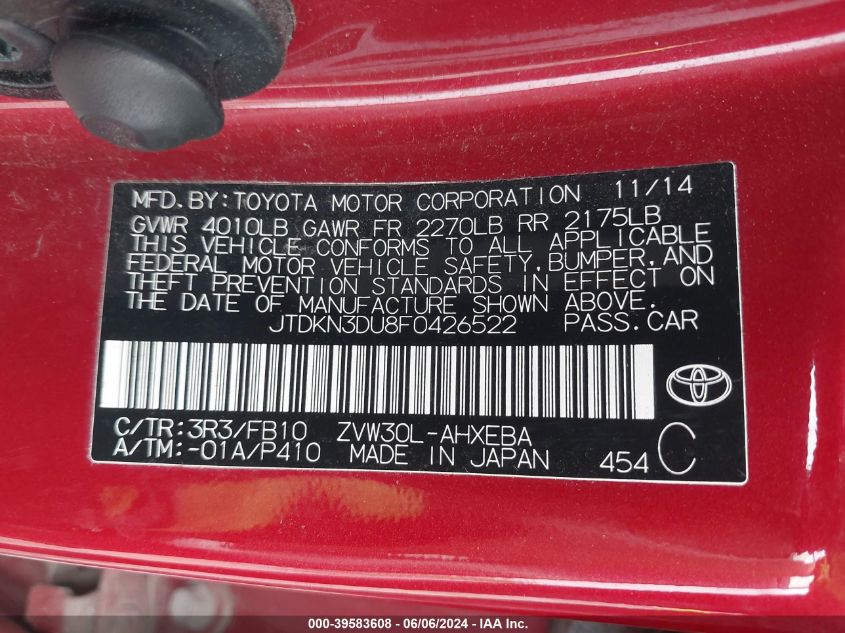 MFD.BY:TOYOTA MOTOR CORPORATION 11/14
GVWR 4010LB GAWR FR 2270LB RR 2175LB
THIS VEHICLE CONFORMS TO ALL APPLICABLE
FEDERAL MOTOR VEHICLE SAFETY,BUMPER,AND
THEFT PREVENTION STANDARDS IN EFFECT ON
THE DATE OF MANUFACTURE SHOWN ABOVE.
JTDKN3DU8F0426522 PASS.CAR
C/TR:3R3/FB10 ZVW30L-AHXEBA
A/TM:-01A/P410 MADE IN JAPAN 454 C
000-39583608 - 06/06/2024 - IAA Inc.